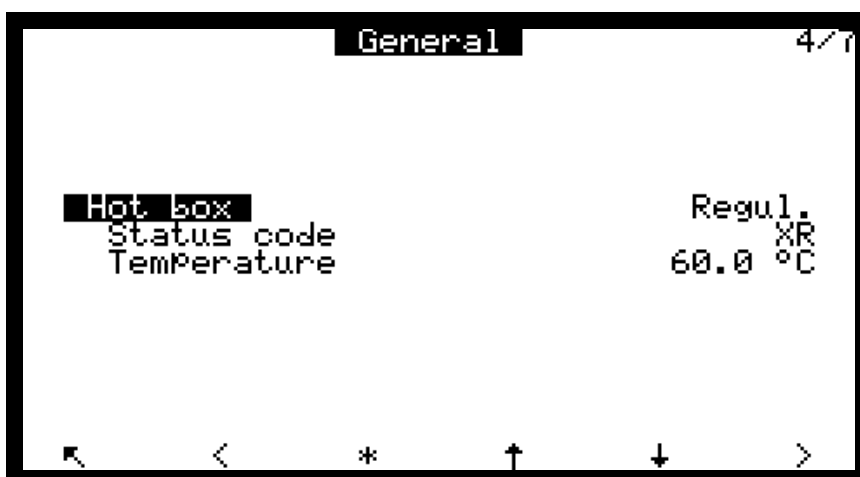 General 4/7
Hot box Regul.
Status code XR
Temperature 60.0 °C
↖ < * ↑ ↓ >